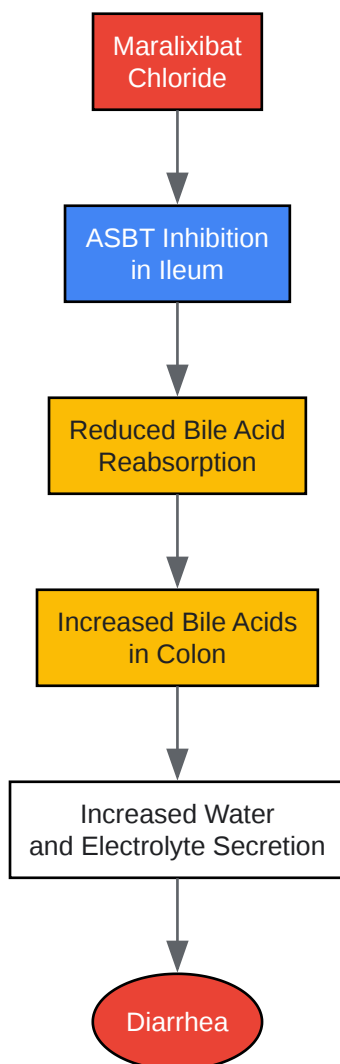 Maralixibat
Chloride
ASBT Inhibition
in Ileum
Reduced Bile Acid
Reabsorption
Increased Bile Acids
in Colon
Increased Water
and Electrolyte Secretion
Diarrhea